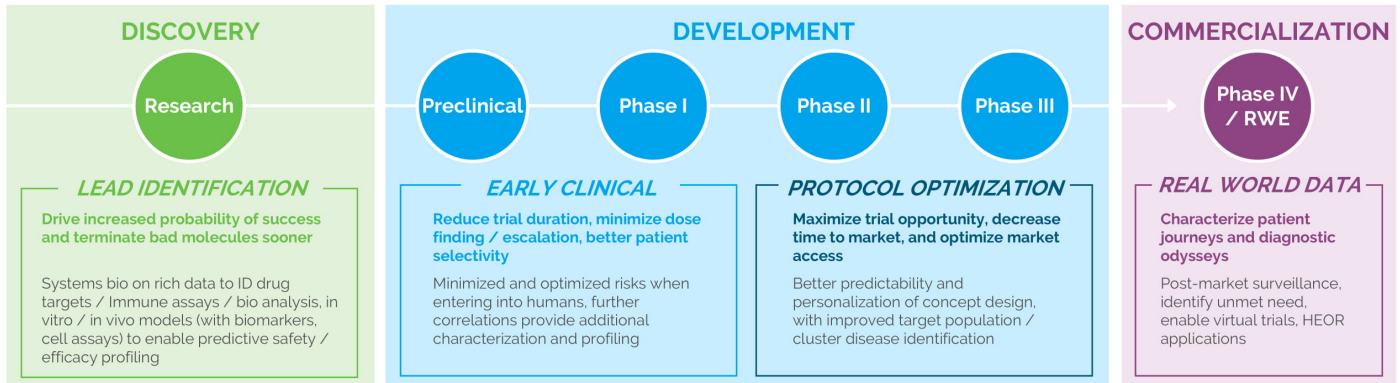 DISCOVERY
Research
LEAD IDENTIFICATION
Drive increased probability of success
and terminate bad molecules sooner
Systems bio on rich data to ID drug
targets / Immune assays / bio analysis, in
vitro / in vivo models (with biomarkers,
cell assays) to enable predictive safety /
efficacy profiling
DEVELOPMENT
Preclinical
Phase I
Phase II
Phase III
EARLY CLINICAL
Reduce trial duration, minimize dose
finding / escalation, better patient
selectivity
Minimized and optimized risks when
entering into humans, further
correlations provide additional
characterization and profiling
PROTOCOL OPTIMIZATION
Maximize trial opportunity, decrease
time to market, and optimize market
access
Better predictability and
personalization of concept design,
with improved target population /
cluster disease identification
COMMERCIALIZATION
Phase IV
/ RWE
REAL WORLD DATA
Characterize patient
journeys and diagnostic
odysseys
Post-market surveillance,
identify unmet need,
enable virtual trials, HEOR
applications